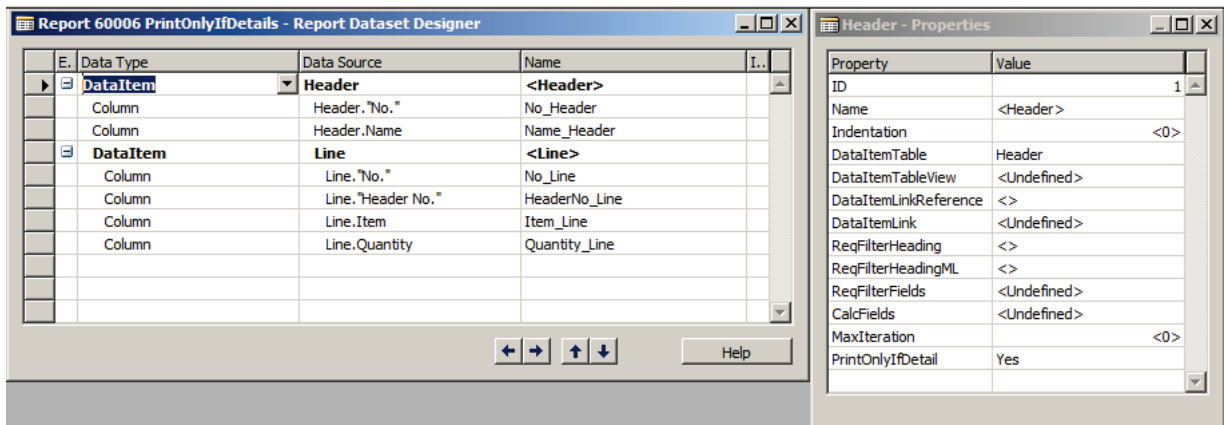 Report 60006 PrintOnlyIfDetails - Report Dataset Designer
E. Data Type Data Source Name I..
DataItem Header <Header>
Column Header."No." No_Header
Column Header.Name Name_Header
DataItem Line <Line>
Column Line."No." No_Line
Column Line."Header No." HeaderNo_Line
Column Line.Item Item_Line
Column Line.Quantity Quantity_Line
Help
Header - Properties
Property Value
ID 1
Name <Header>
Indentation <0>
DataItemTable Header
DataItemTableView <Undefined>
DataItemLinkReference <>
DataItemLink <Undefined>
ReqFilterHeading <>
ReqFilterHeadingML <>
ReqFilterFields <Undefined>
CalcFields <Undefined>
MaxIteration <0>
PrintOnlyIfDetail Yes